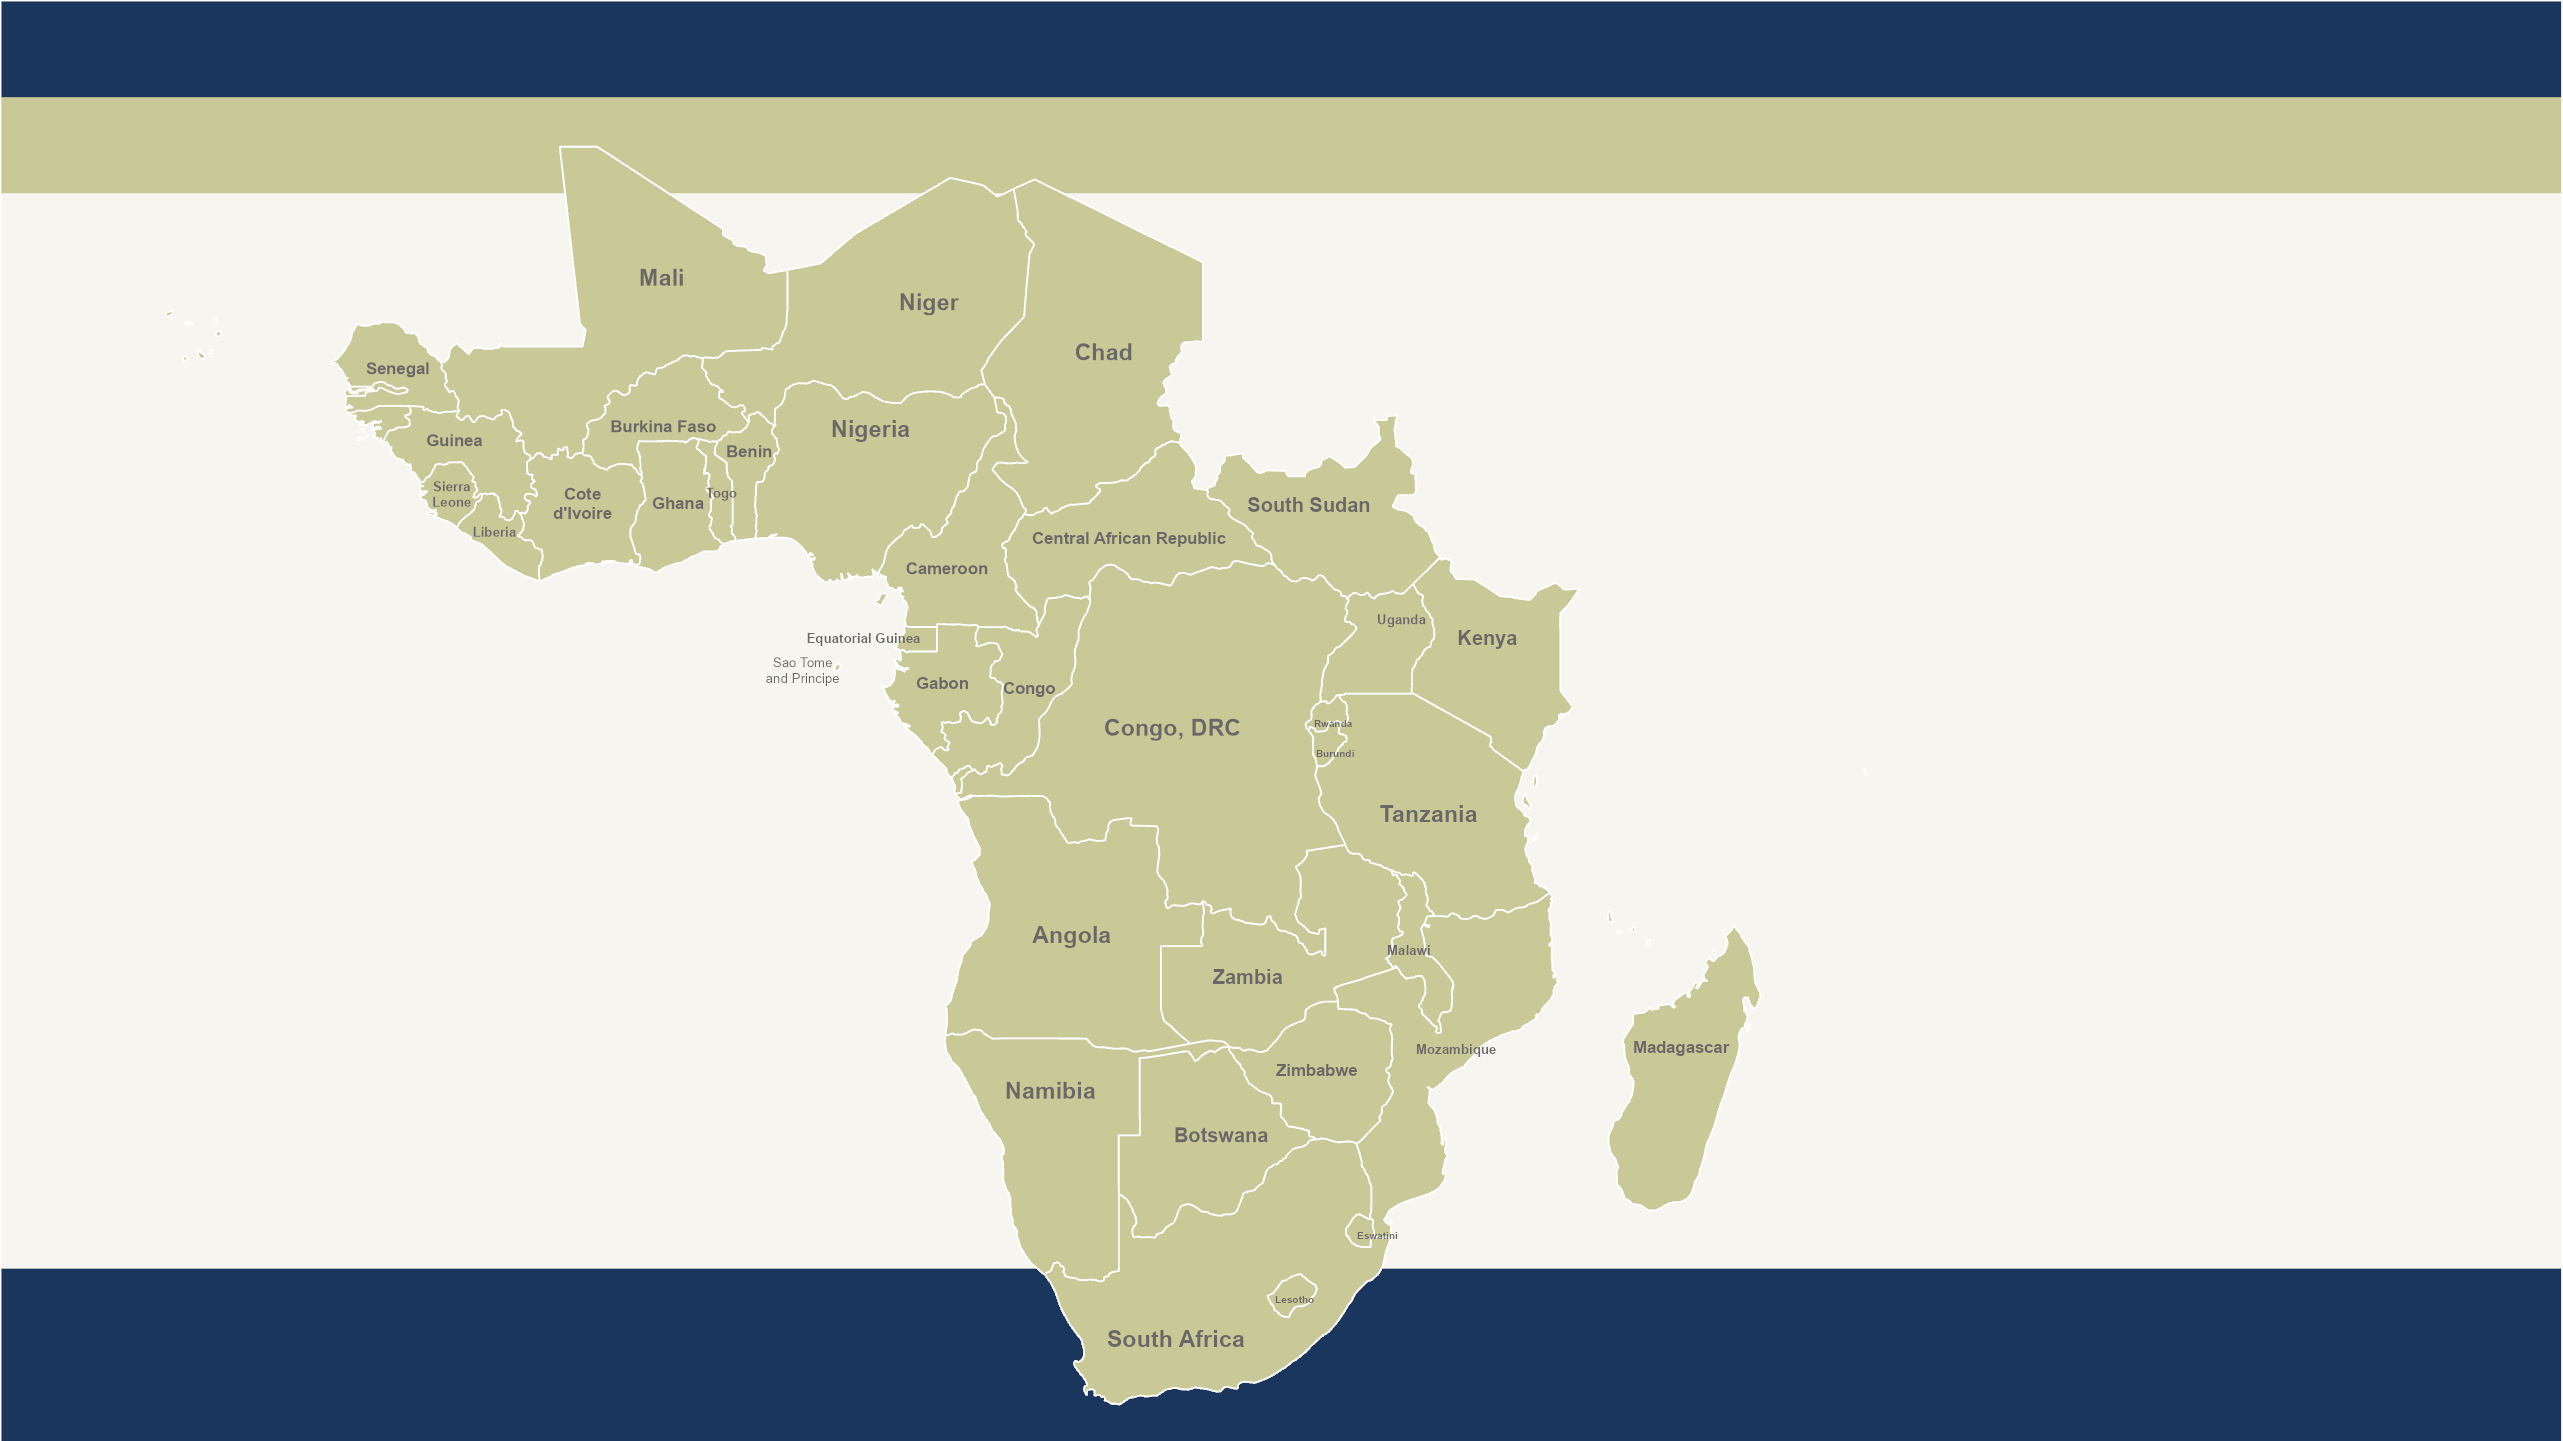 Mali
Niger
Chad
Senegal
Burkina Faso
Nigeria
Guinea
Benin
Sierra
Leone
Cote
d'Ivoire
Ghana
Togo
Liberia
South Sudan
Central African Republic
Cameroon
Uganda
Kenya
Equatorial Guinea
Sao Tome
and Principe
Gabon
Congo
Congo, DRC
Rwanda
Burundi
Tanzania
Angola
Malawi
Zambia
Mozambique
Madagascar
Zimbabwe
Namibia
Botswana
Eswatini
Lesotho
South Africa